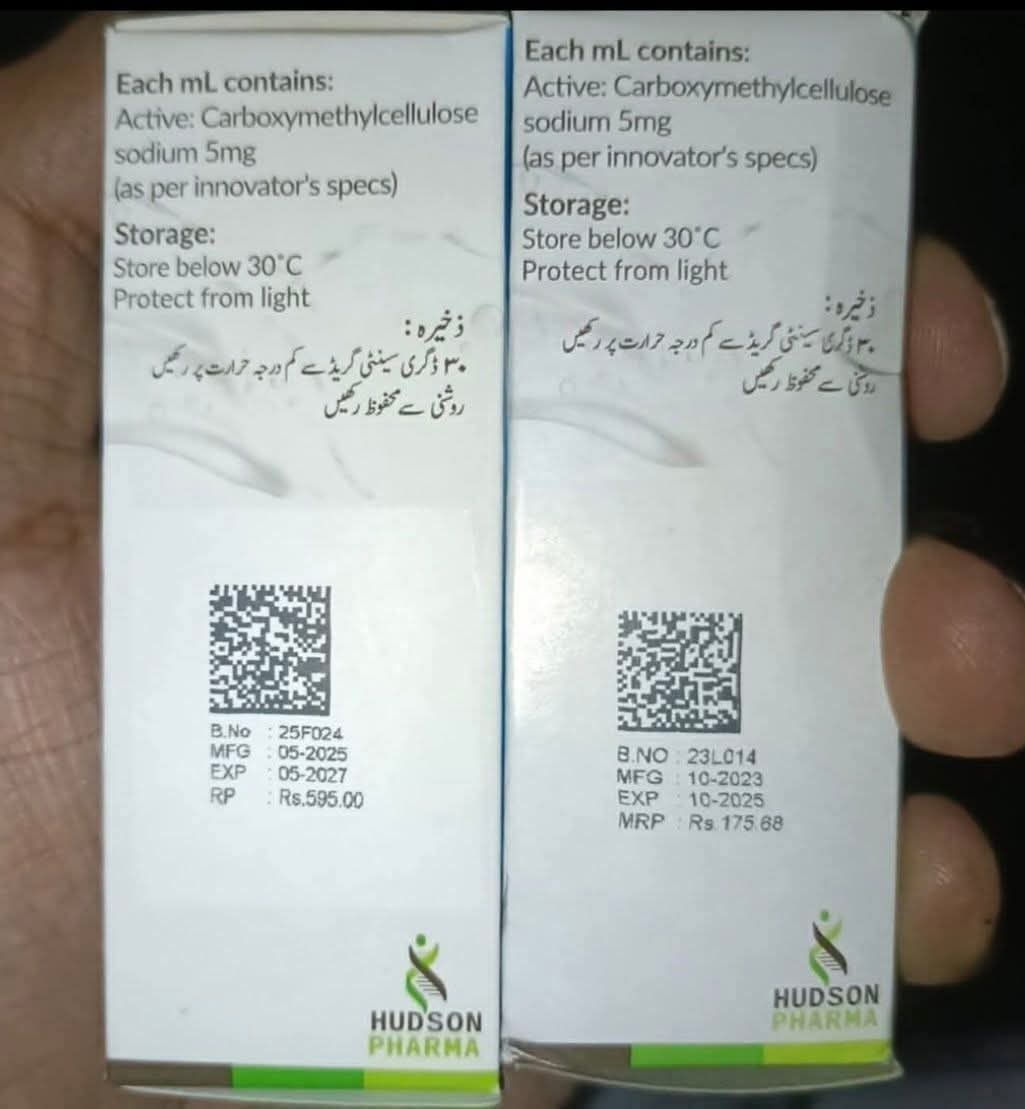 Each mL contains:
Active: Carboxymethylcellulose
sodium 5mg
(as per innovator's specs)
Storage:
Store below 30°C
Protect from light
ذخیرہ:
۳۰ ڈگری سینٹی گریڈ سے کم درجہ حرارت پر رکھیں
روشنی سے محفوظ رکھیں
B.No : 25F024
MFG : 05-2025
EXP : 05-2027
RP : Rs.595.00
HUDSON
PHARMA
Each mL contains:
Active: Carboxymethylcellulose
sodium 5mg
(as per innovator's specs)
Storage:
Store below 30°C
Protect from light
ذخیرہ:
۳۰ ڈگری سینٹی گریڈ سے کم درجہ حرارت پر رکھیں
روشنی سے محفوظ رکھیں
B.NO : 23L014
MFG : 10-2023
EXP : 10-2025
MRP : Rs.175.68
HUDSON
PHARMA